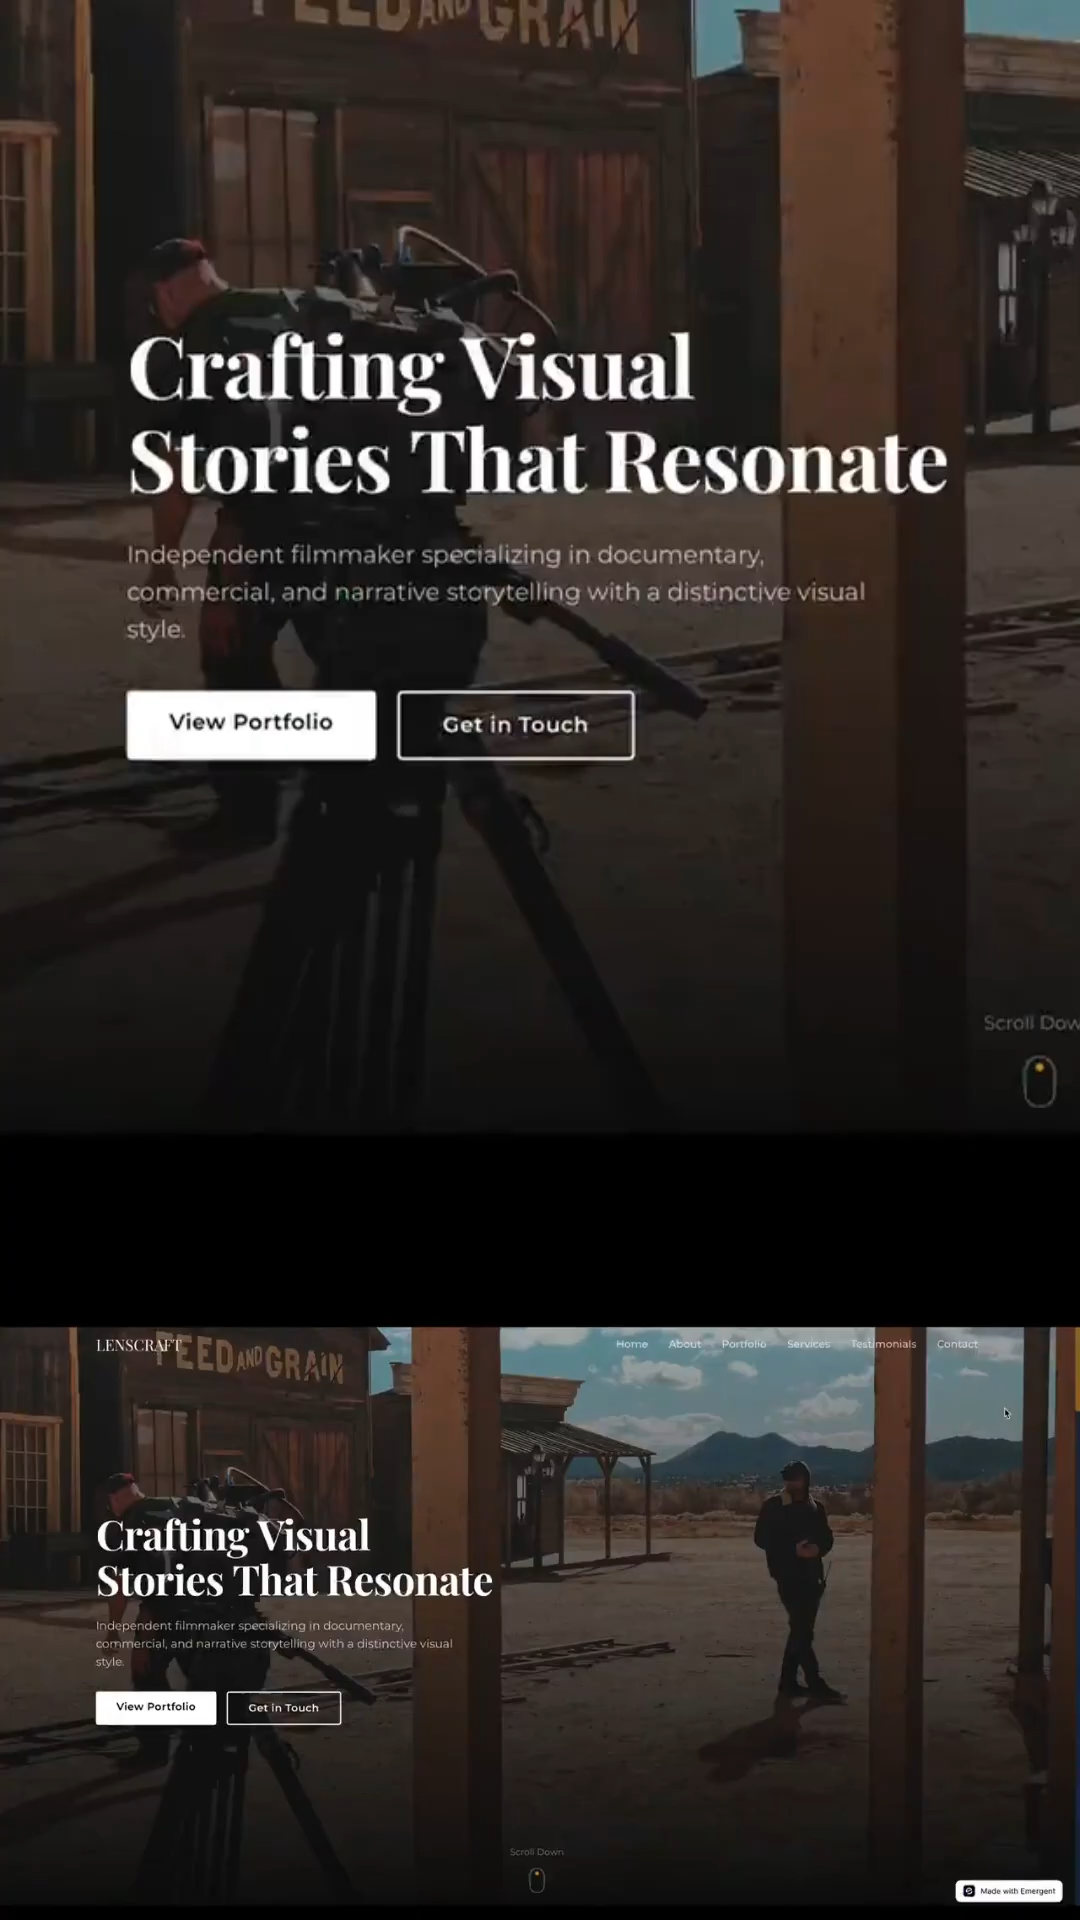 FEED AND GRAIN
Crafting Visual
Stories That Resonate
Independent filmmaker specializing in documentary,
commercial, and narrative storytelling with a distinctive visual
style.
View Portfolio
Get in Touch
Scroll Dow
LENSCRAFT
Home
About
Portfolio
Services
Testimonials
Contact
FEED AND GRAIN
Crafting Visual
Stories That Resonate
Independent filmmaker specializing in documentary,
commercial, and narrative storytelling with a distinctive visual
style.
View Portfolio
Get in Touch
Scroll Down
Made with Emergent